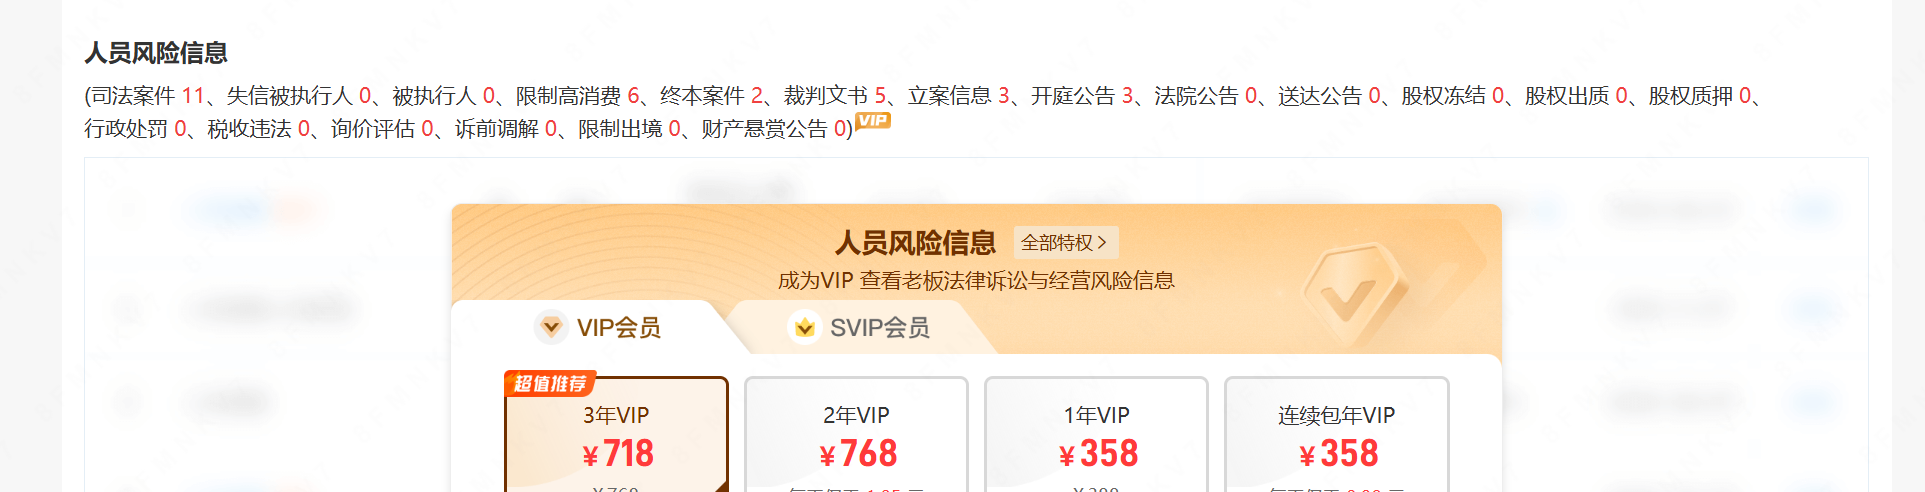 人员风险信息
(司法案件 11、失信被执行人 0、被执行人 0、限制高消费 6、终本案件 2、裁判文书 5、立案信息 3、开庭公告 3、法院公告 0、送达公告 0、股权冻结 0、股权出质 0、股权质押 0、
行政处罚 0、税收违法 0、询价评估 0、诉前调解 0、限制出境 0、财产悬赏公告 0) VIP
人员风险信息 全部特权 >
成为VIP 查看老板法律诉讼与经营风险信息
VIP会员 SVIP会员
超值推荐
3年VIP 2年VIP 1年VIP 连续包年VIP
¥718 ¥768 ¥358 ¥358